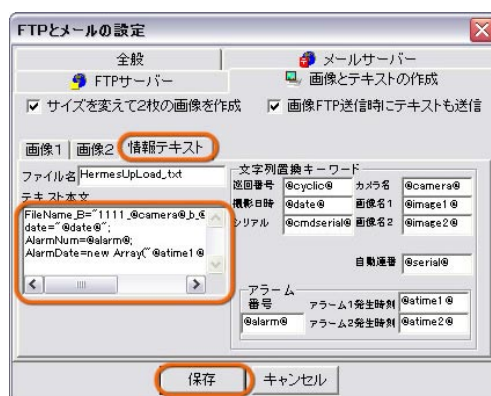 FTPとメールの設定
全般 メールサーバー
FTPサーバー 画像とテキストの作成
サイズを変えて2枚の画像を作成 画像FTP送信時にテキストも送信
画像1 画像2 情報テキスト
ファイル名 HermesUpLoad_txt
テキスト本文
FileName_B="1111_@camera@_b_@
date="@date@";
AlarmNum=@alarm@;
AlarmDate=new Array("@atime1@
文字列置換キーワード
巡回番号 @cyclic@ カメラ名 @camera@
撮影日時 @date@ 画像名1 @image1@
シリアル @cmdserial@ 画像名2 @image2@
自動連番 @serial@
アラーム
番号 アラーム1発生時刻 @atime1@
@alarm@ アラーム2発生時刻 @atime2@
保存 キャンセル